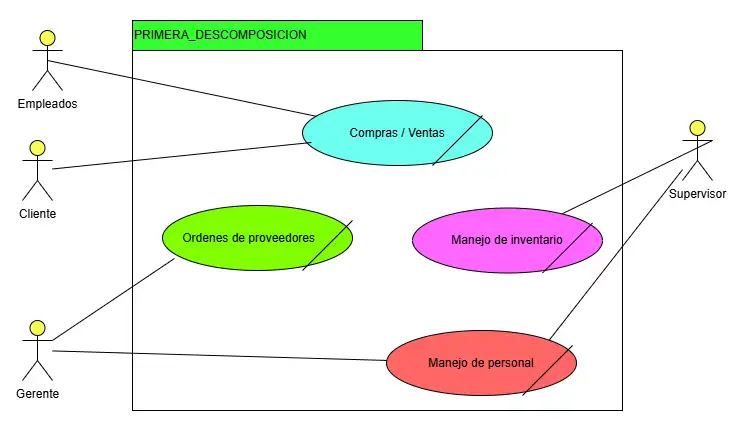 PRIMERA_DESCOMPOSICION
Empleados
Compras / Ventas
Cliente
Supervisor
Ordenes de proveedores
Manejo de inventario
Manejo de personal
Gerente